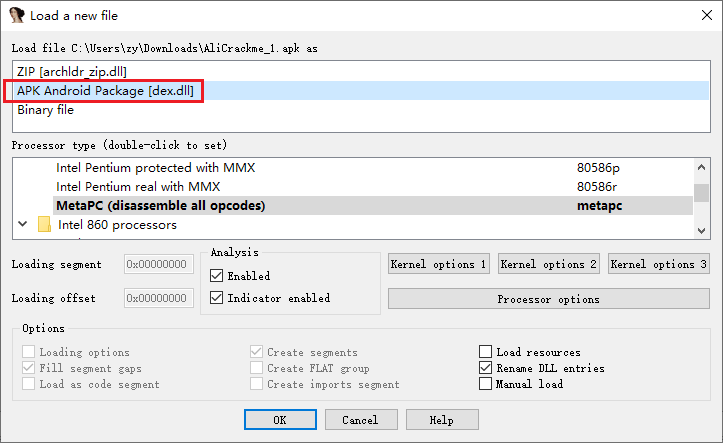 Load a new file
Load file C:\Users\zy\Downloads\AliCrackme_1.apk as
ZIP [archldr_zip.dll]
APK Android Package [dex.dll]
Binary file
Processor type (double-click to set)
Intel Pentium protected with MMX 80586p
Intel Pentium real with MMX 80586r
MetaPC (disassemble all opcodes) metapc
Intel 860 processors
Loading segment 0x00000000
Loading offset 0x00000000
Analysis
Enabled
Indicator enabled
Kernel options 1 Kernel options 2 Kernel options 3
Processor options
Options
Loading options Create segments Load resources
Fill segment gaps Create FLAT group Rename DLL entries
Load as code segment Create imports segment Manual load
OK Cancel Help